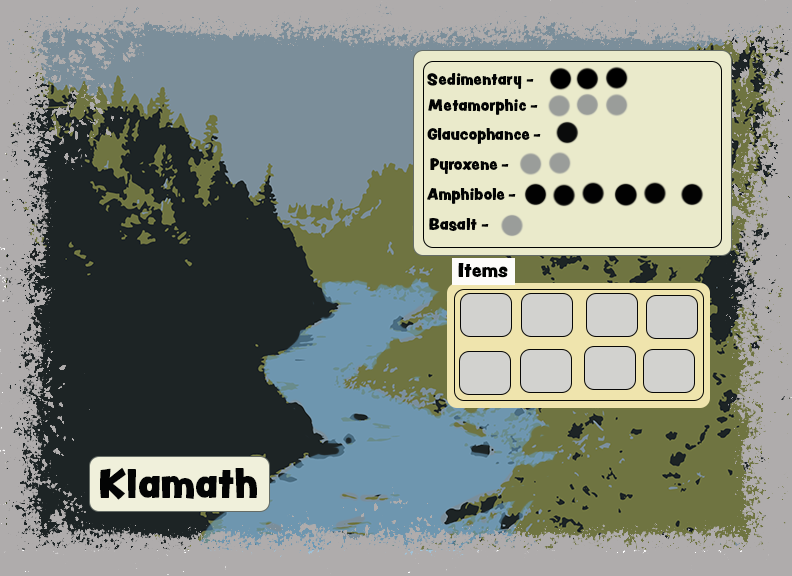 Sedimentary -
Metamorphic -
Glaucophance -
Pyroxene -
Amphibole -
Basalt -
Items
Klamath